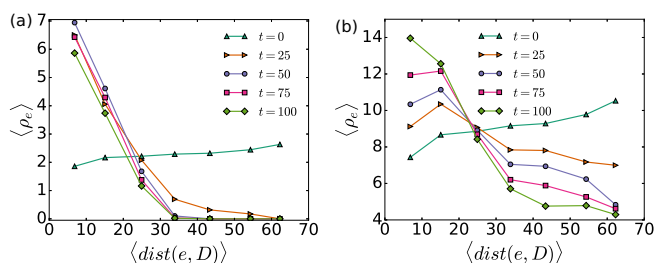 (a)
7
6
5
4
3
2
1
0
⟨ρ_e⟩
t = 0
t = 25
t = 50
t = 75
t = 100
0 10 20 30 40 50 60 70
⟨dist(e, D)⟩
(b)
14
12
10
8
6
4
⟨ρ_e⟩
t = 0
t = 25
t = 50
t = 75
t = 100
0 10 20 30 40 50 60 70
⟨dist(e, D)⟩